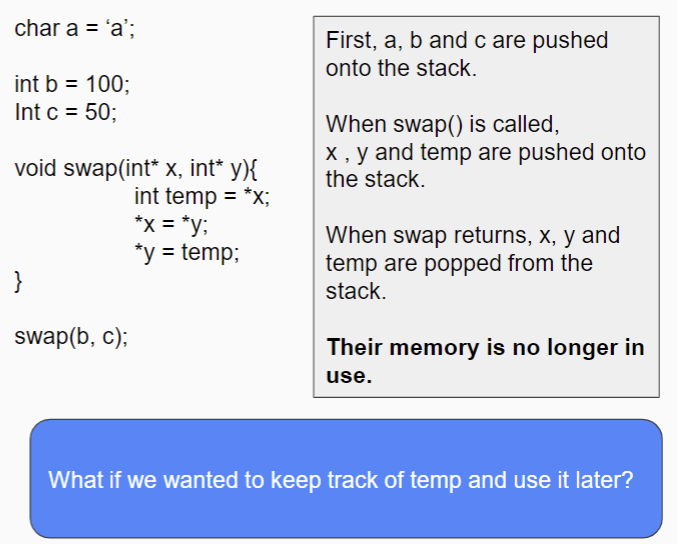 char a = ‘a’;
int b = 100;
Int c = 50;
void swap(int* x, int* y){
int temp = *x;
*x = *y;
*y = temp;
}
swap(b, c);
First, a, b and c are pushed
onto the stack.
When swap() is called,
x , y and temp are pushed onto
the stack.
When swap returns, x, y and
temp are popped from the
stack.
Their memory is no longer in
use.
What if we wanted to keep track of temp and use it later?